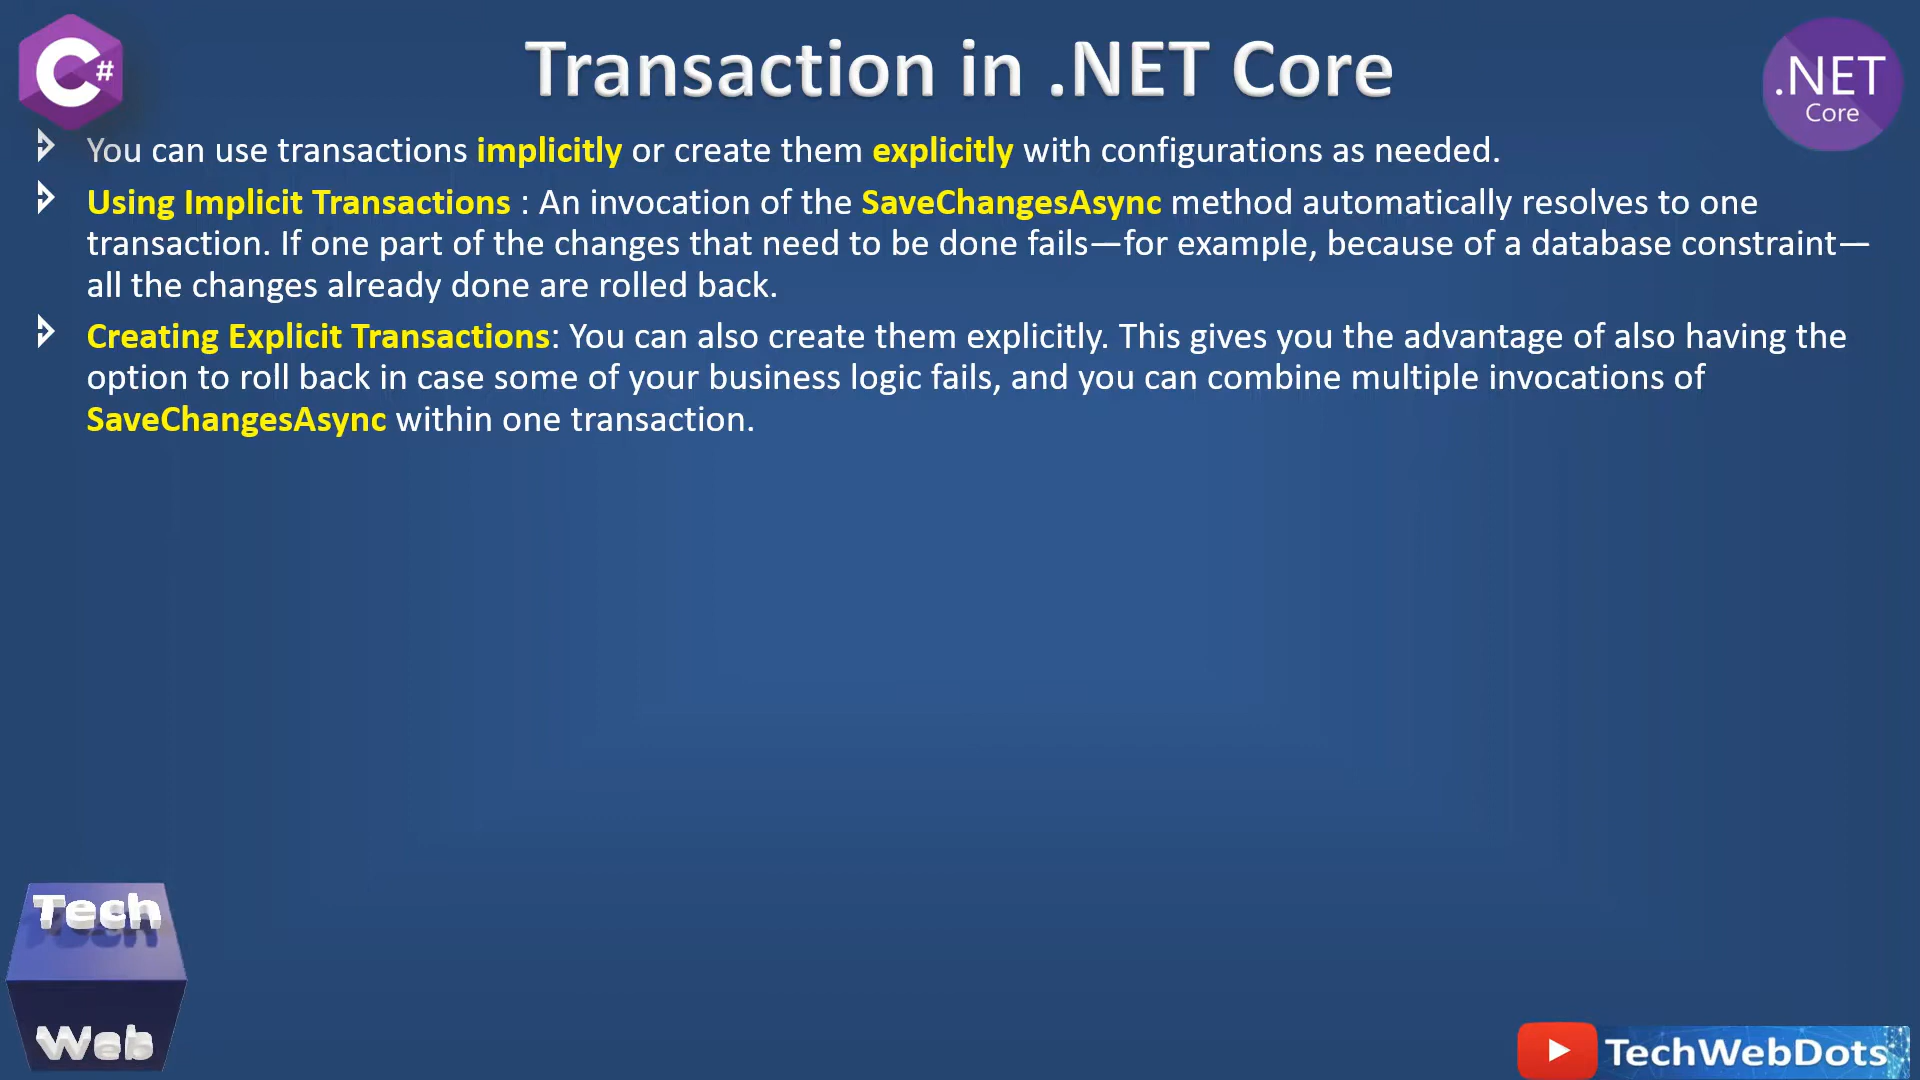 C#
Transaction in .NET Core
.NET
Core
You can use transactions implicitly or create them explicitly with configurations as needed.
Using Implicit Transactions : An invocation of the SaveChangesAsync method automatically resolves to one
transaction. If one part of the changes that need to be done fails—for example, because of a database constraint—
all the changes already done are rolled back.
Creating Explicit Transactions: You can also create them explicitly. This gives you the advantage of also having the
option to roll back in case some of your business logic fails, and you can combine multiple invocations of
SaveChangesAsync within one transaction.
Tech
Web
TechWebDots